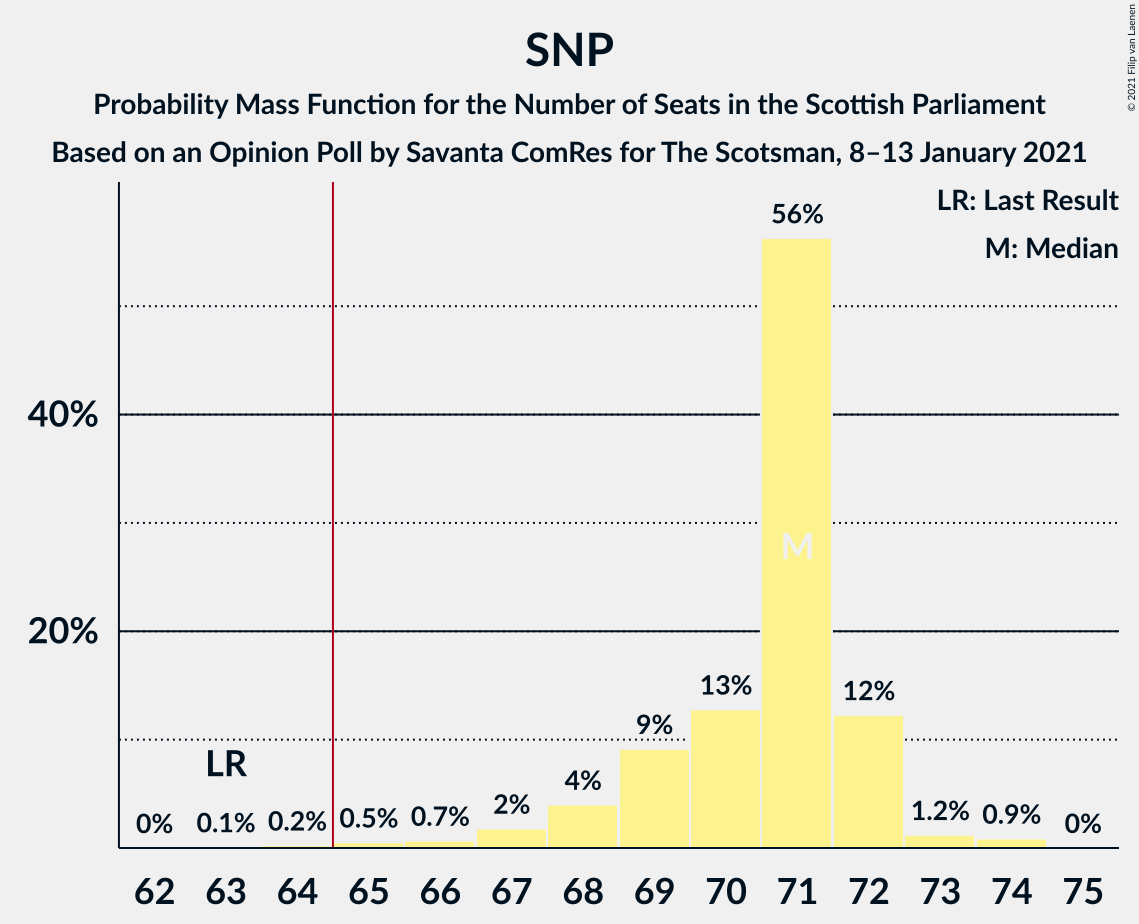 SNP
Probability Mass Function for the Number of Seats in the Scottish Parliament
Based on an Opinion Poll by Savanta ComRes for The Scotsman, 8–13 January 2021
© 2021 Filip van Laenen
LR: Last Result
M: Median
56%
40%
M
20%
13%
12%
9%
LR
4%
2%
0%
0.1%
0.2%
0.5%
0.7%
1.2%
0.9%
0%
62 63 64 65 66 67 68 69 70 71 72 73 74 75